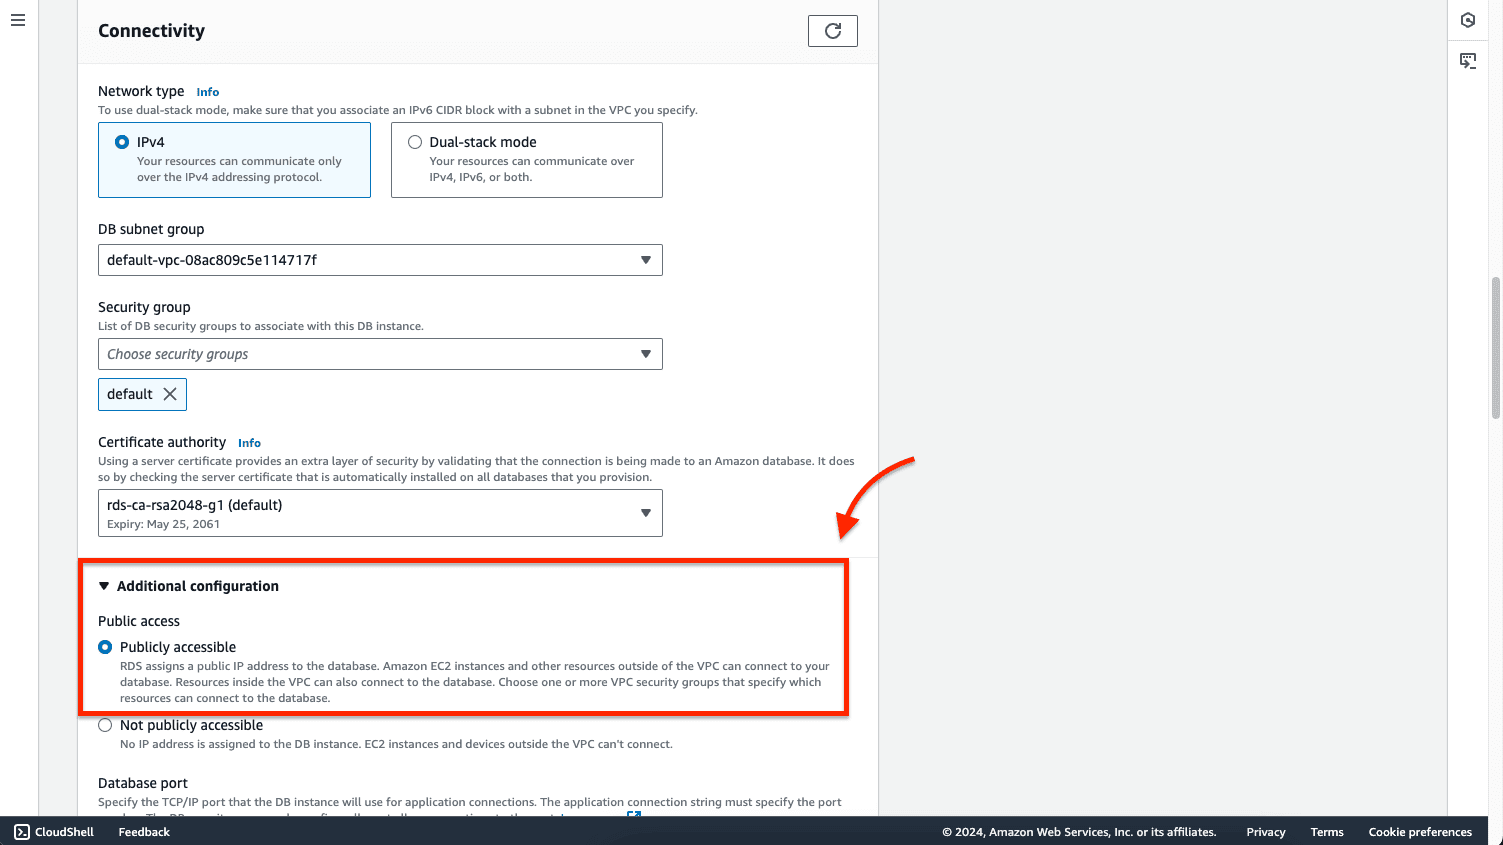 Connectivity
Network type Info
To use dual-stack mode, make sure that you associate an IPv6 CIDR block with a subnet in the VPC you specify.
IPv4
Your resources can communicate only
over the IPv4 addressing protocol.
Dual-stack mode
Your resources can communicate over
IPv4, IPv6, or both.
DB subnet group
default-vpc-08ac809c5e114717f
Security group
List of DB security groups to associate with this DB instance.
Choose security groups
default
Certificate authority Info
Using a server certificate provides an extra layer of security by validating that the connection is being made to an Amazon database. It does
so by checking the server certificate that is automatically installed on all databases that you provision.
rds-ca-rsa2048-g1 (default)
Expiry: May 25, 2061
Additional configuration
Public access
Publicly accessible
RDS assigns a public IP address to the database. Amazon EC2 instances and other resources outside of the VPC can connect to your
database. Resources inside the VPC can also connect to the database. Choose one or more VPC security groups that specify which
resources can connect to the database.
Not publicly accessible
No IP address is assigned to the DB instance. EC2 instances and devices outside the VPC can't connect.
Database port
Specify the TCP/IP port that the DB instance will use for application connections. The application connection string must specify the port
CloudShell Feedback © 2024, Amazon Web Services, Inc. or its affiliates. Privacy Terms Cookie preferences